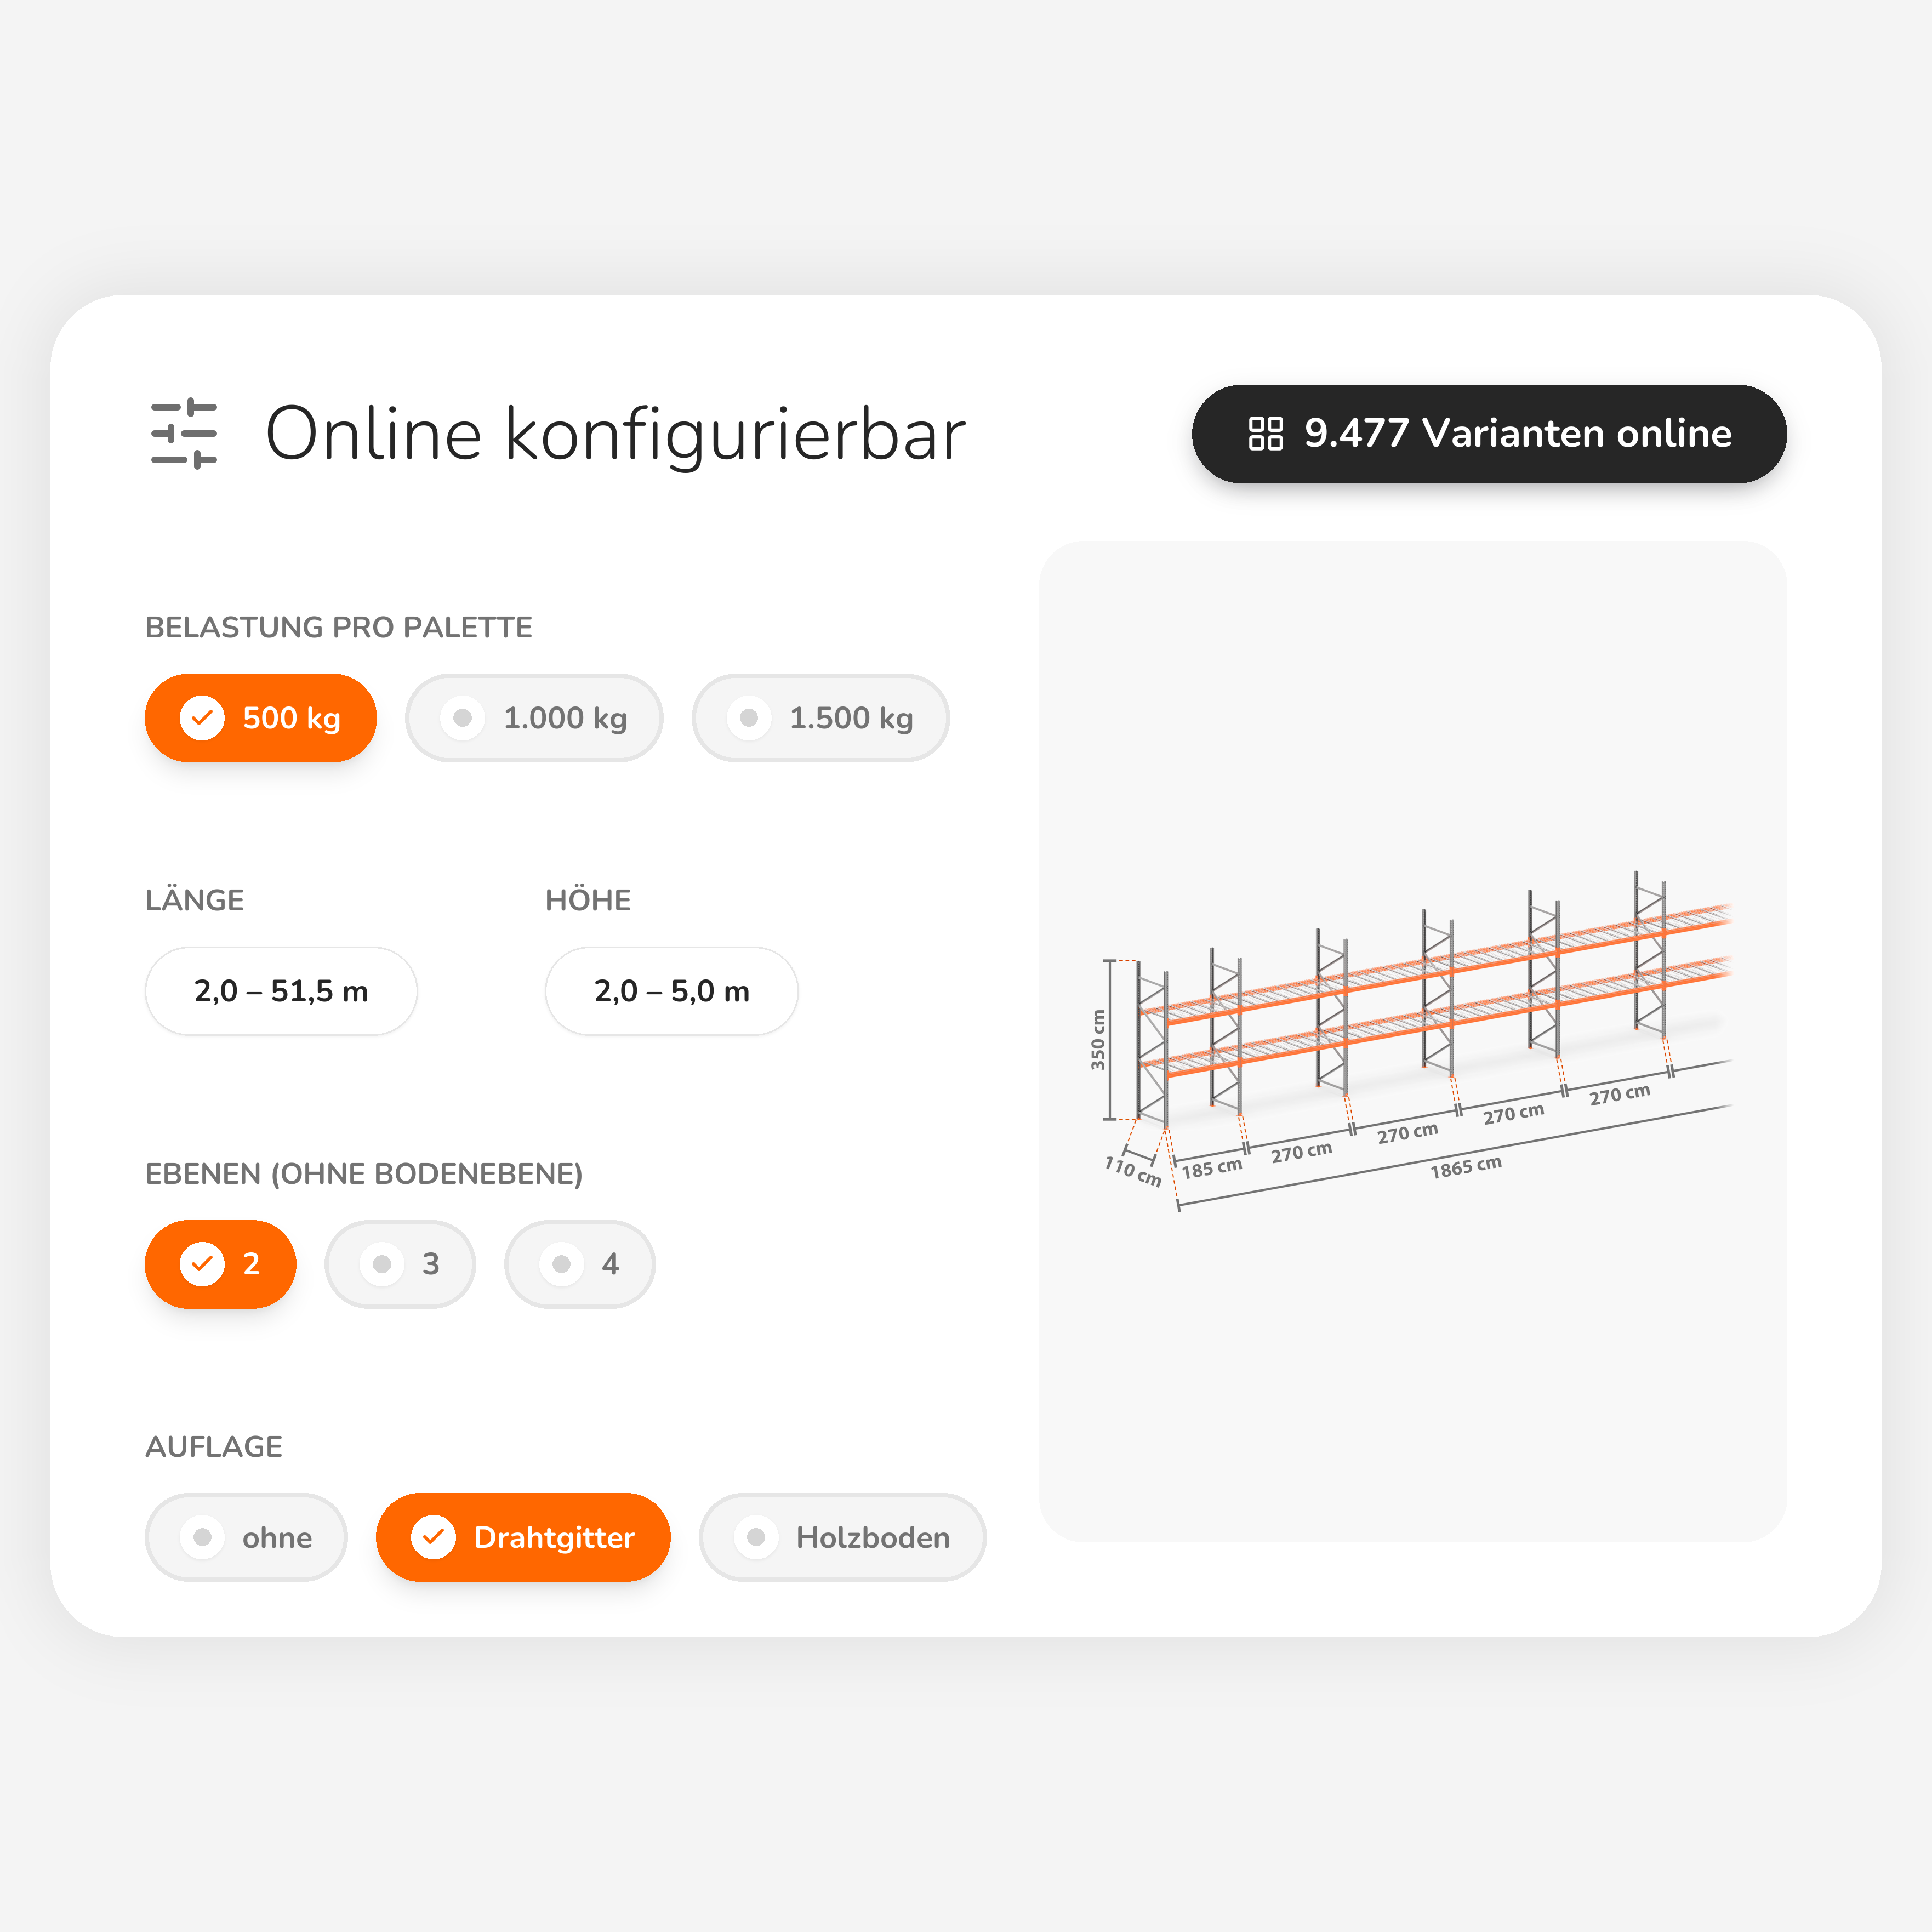 Online konfigurierbar
9.477 Varianten online
BELASTUNG PRO PALETTE
500 kg
1.000 kg
1.500 kg
LÄNGE
HÖHE
2,0 – 51,5 m
2,0 – 5,0 m
EBENEN (OHNE BODENEBENE)
2
3
4
AUFLAGE
ohne
Drahtgitter
Holzboden
350 cm
110 cm
185 cm
270 cm
270 cm
270 cm
270 cm
1865 cm